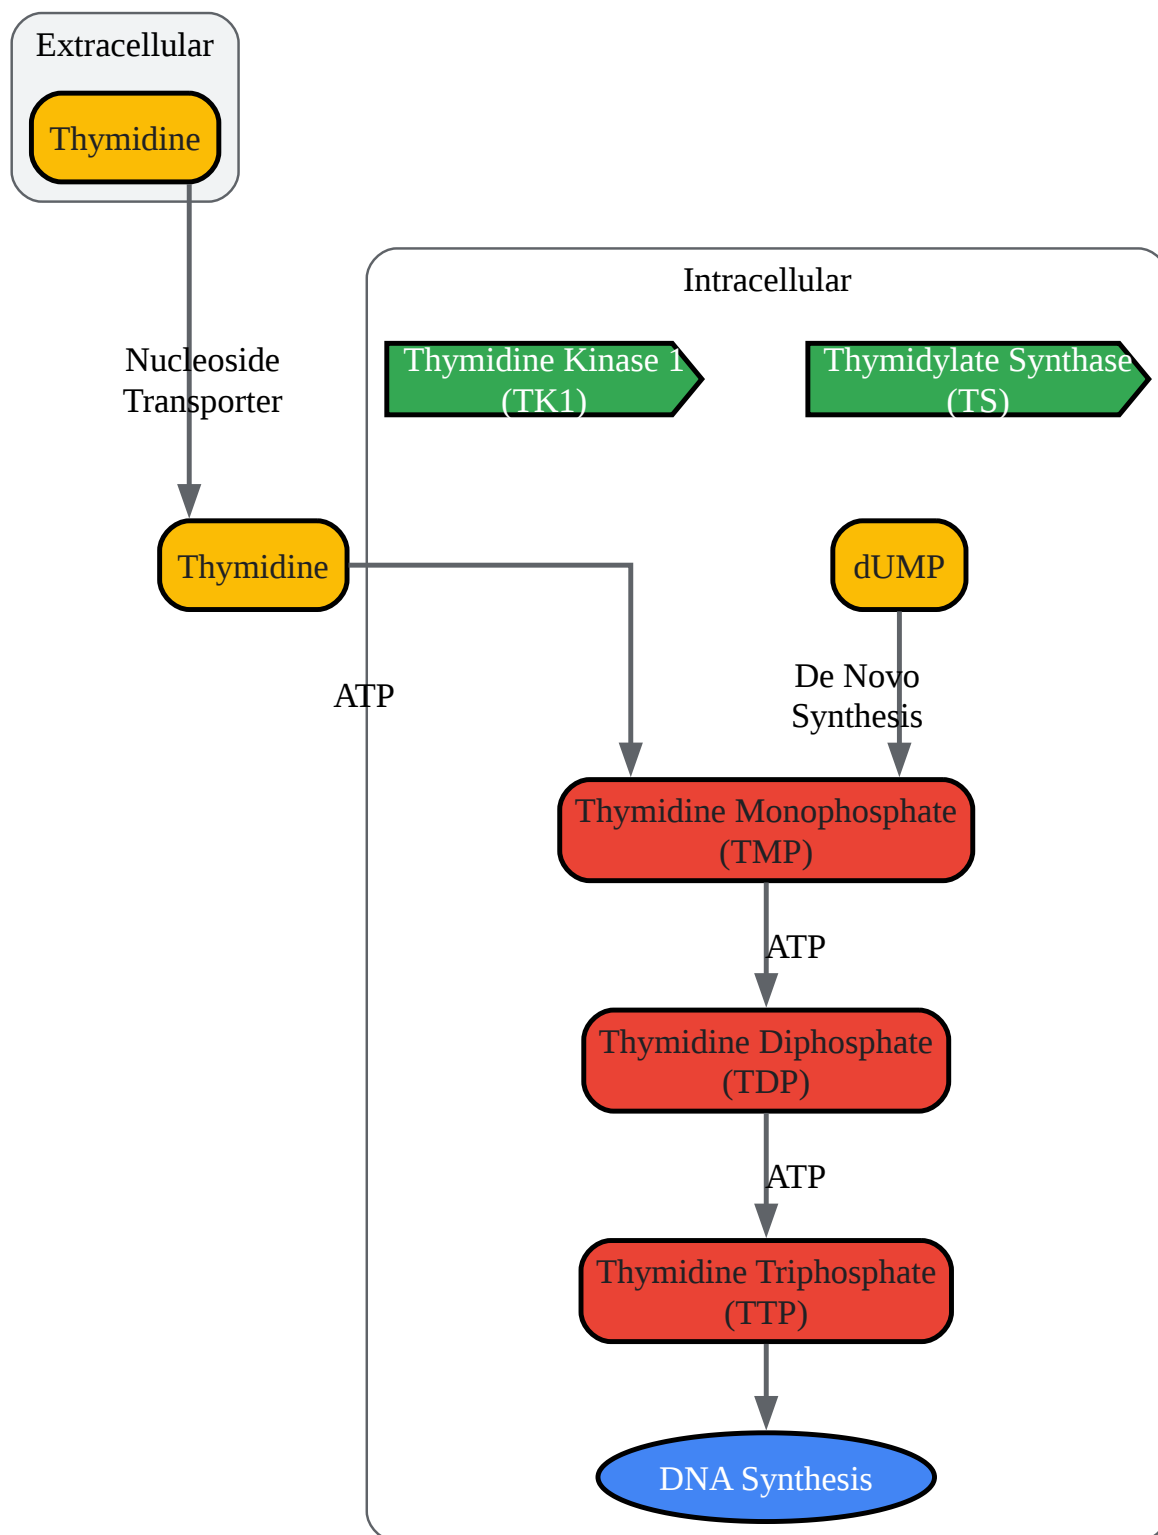 Extracellular
Thymidine
Intracellular
Nucleoside
Transporter
Thymidine Kinase 1
(TK1)
Thymidylate Synthase
(TS)
Thymidine
dUMP
ATP
De Novo
Synthesis
Thymidine Monophosphate
(TMP)
ATP
Thymidine Diphosphate
(TDP)
ATP
Thymidine Triphosphate
(TTP)
DNA Synthesis